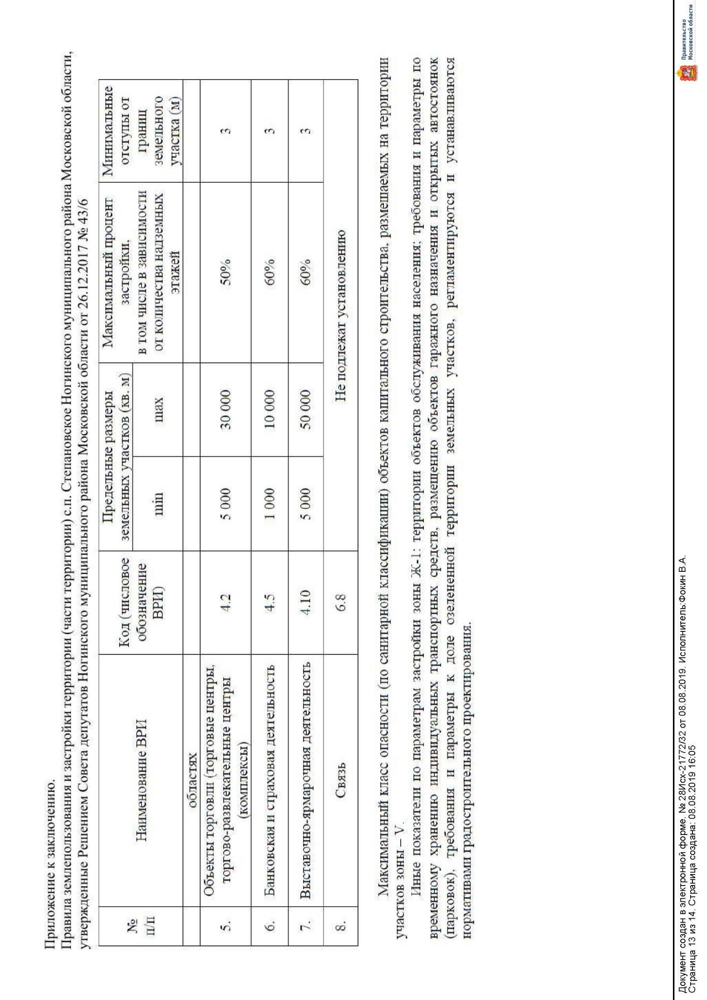 Приложение к заключению.
Правила землепользования и застройки территории (части территории) с.п. Степановское Ногинского муниципального района Московской области,
утвержденные Решением Совета депутатов Ногинского муниципального района Московской области от 26.12.2017 № 43/6
№ п/п
Наименование ВРИ
Код (числовое
обозначение
ВРИ)
Предельные размеры
земельных участков (кв. м)
min
max
Максимальный процент
застройки,
в том числе в зависимости
от количества надземных
этажей
Минимальные
отступы от
границ
земельного
участка (м)
областях
5. Объекты торговли (торговые центры, 4.2 5 000 30 000 50% 3
торгово-развлекательные центры
(комплексы)
6. Банковская и страховая деятельность 4.5 1 000 10 000 60% 3
7. Выставочно-ярмарочная деятельность 4.10 5 000 50 000 60% 3
8. Связь 6.8 Не подлежат установлению
Максимальный класс опасности (по санитарной классификации) объектов капитального строительства, размещаемых на территории
участков зоны – V.
Иные показатели по параметрам застройки зоны Ж-1: территории объектов обслуживания населения; требования и параметры по
временному хранению индивидуальных транспортных средств, размещению объектов гаражного назначения и открытых автостоянок
(парковок), требования и параметры к доле озелененной территории земельных участков, регламентируются и устанавливаются
нормативами градостроительного проектирования.
Документ создан в электронной форме. № 28Исх-21772/32 от 08.08.2019. Исполнитель:Фокин В.А.
Страница 13 из 14. Страница создана: 08.08.2019 16:05
Правительство
Московской области